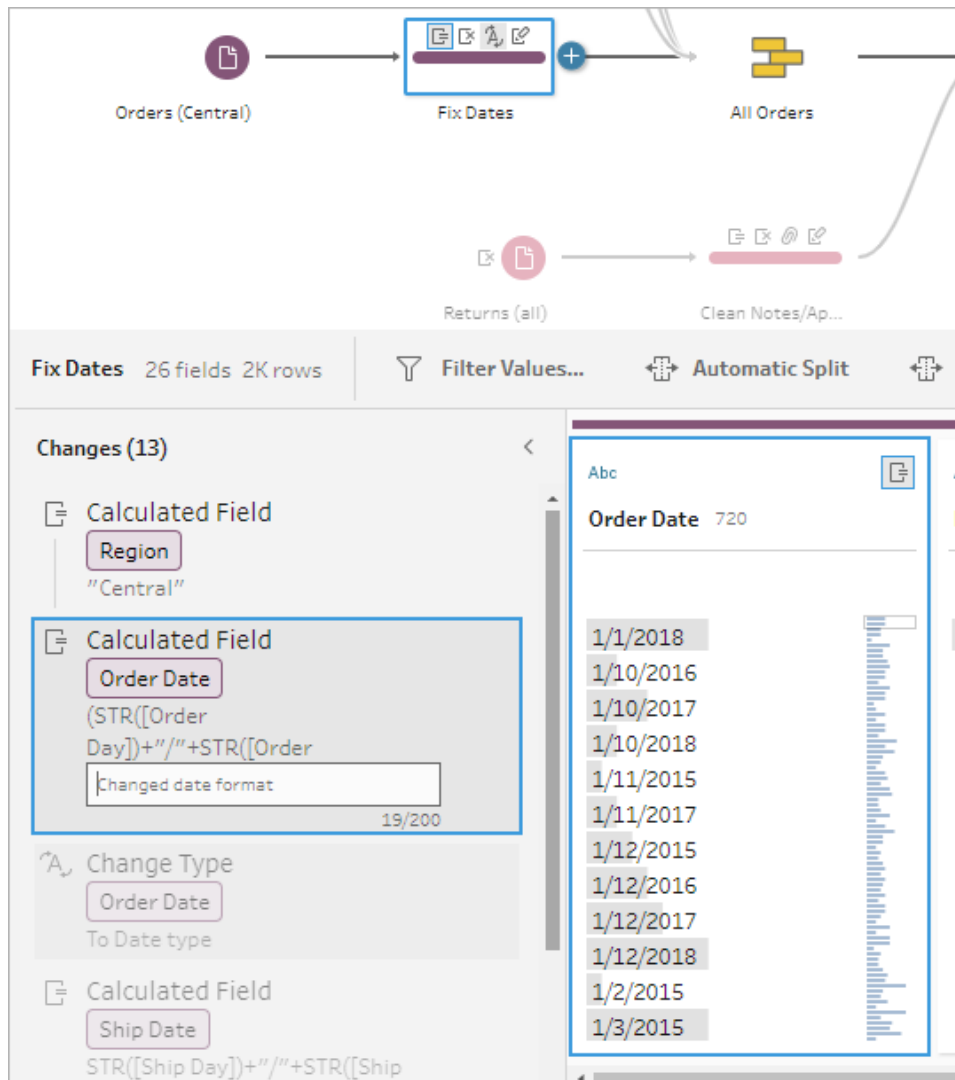 Orders (Central)
Fix Dates
All Orders
Returns (all)
Clean Notes/Ap...
Fix Dates 26 fields 2K rows
Filter Values...
Automatic Split
Changes (13)
Calculated Field
Region
"Central"
Calculated Field
Order Date
(STR([Order
Day])+"/"+STR([Order
Changed date format
19/200
Change Type
Order Date
To Date type
Calculated Field
Ship Date
STR([Ship Day])+"/"+STR([Ship
Abc
Order Date 720
1/1/2018
1/10/2016
1/10/2017
1/10/2018
1/11/2015
1/11/2017
1/12/2015
1/12/2016
1/12/2017
1/12/2018
1/2/2015
1/3/2015